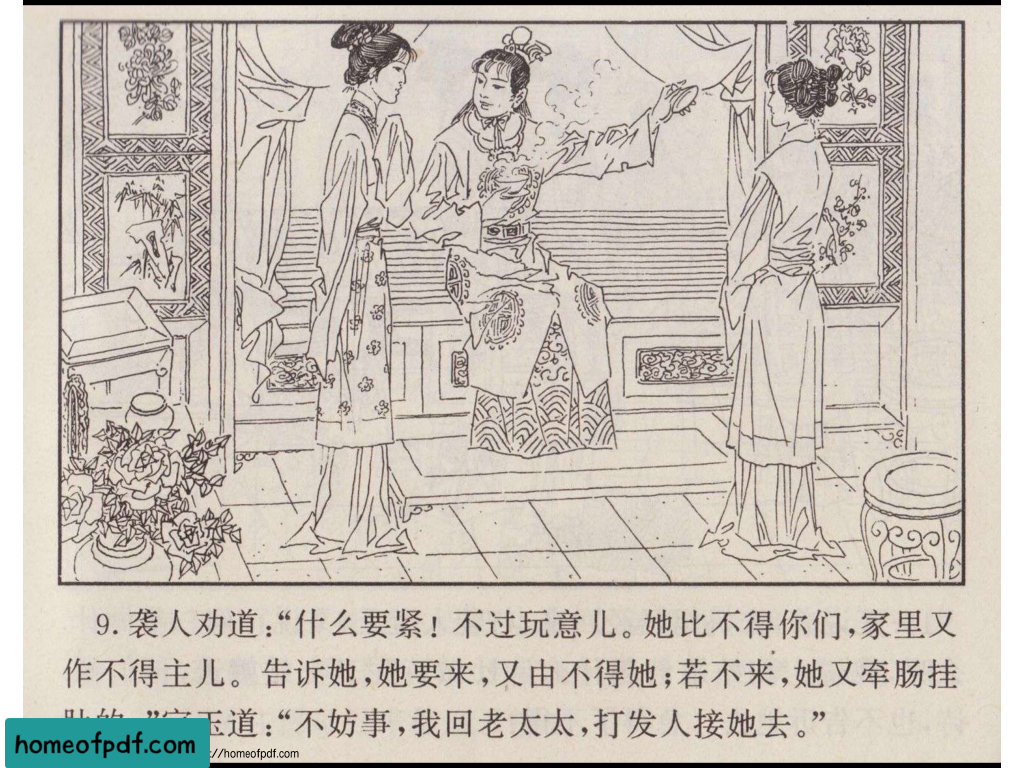 9. 袭人劝道:“什么要紧! 不过玩意儿。她比不得你们,家里又
作不得主儿。告诉她,她要来,又由不得她;若不来,她又牵肠挂
的。”宝玉道:“不妨事,我回老太太,打发人接她去。”
homeofpdf.com
://homeofpdf.com